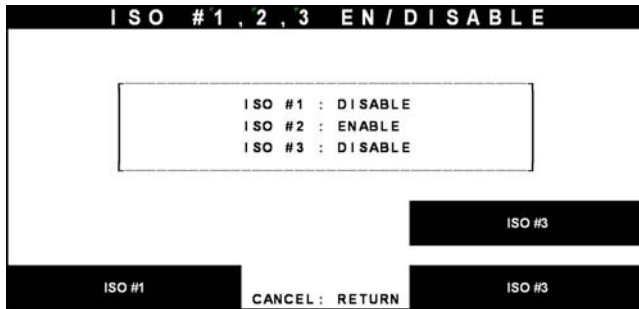 ISO #1,2,3 EN/DISABLE
ISO #1 : DISABLE
ISO #2 : ENABLE
ISO #3 : DISABLE
ISO #3
ISO #1
CANCEL: RETURN
ISO #3